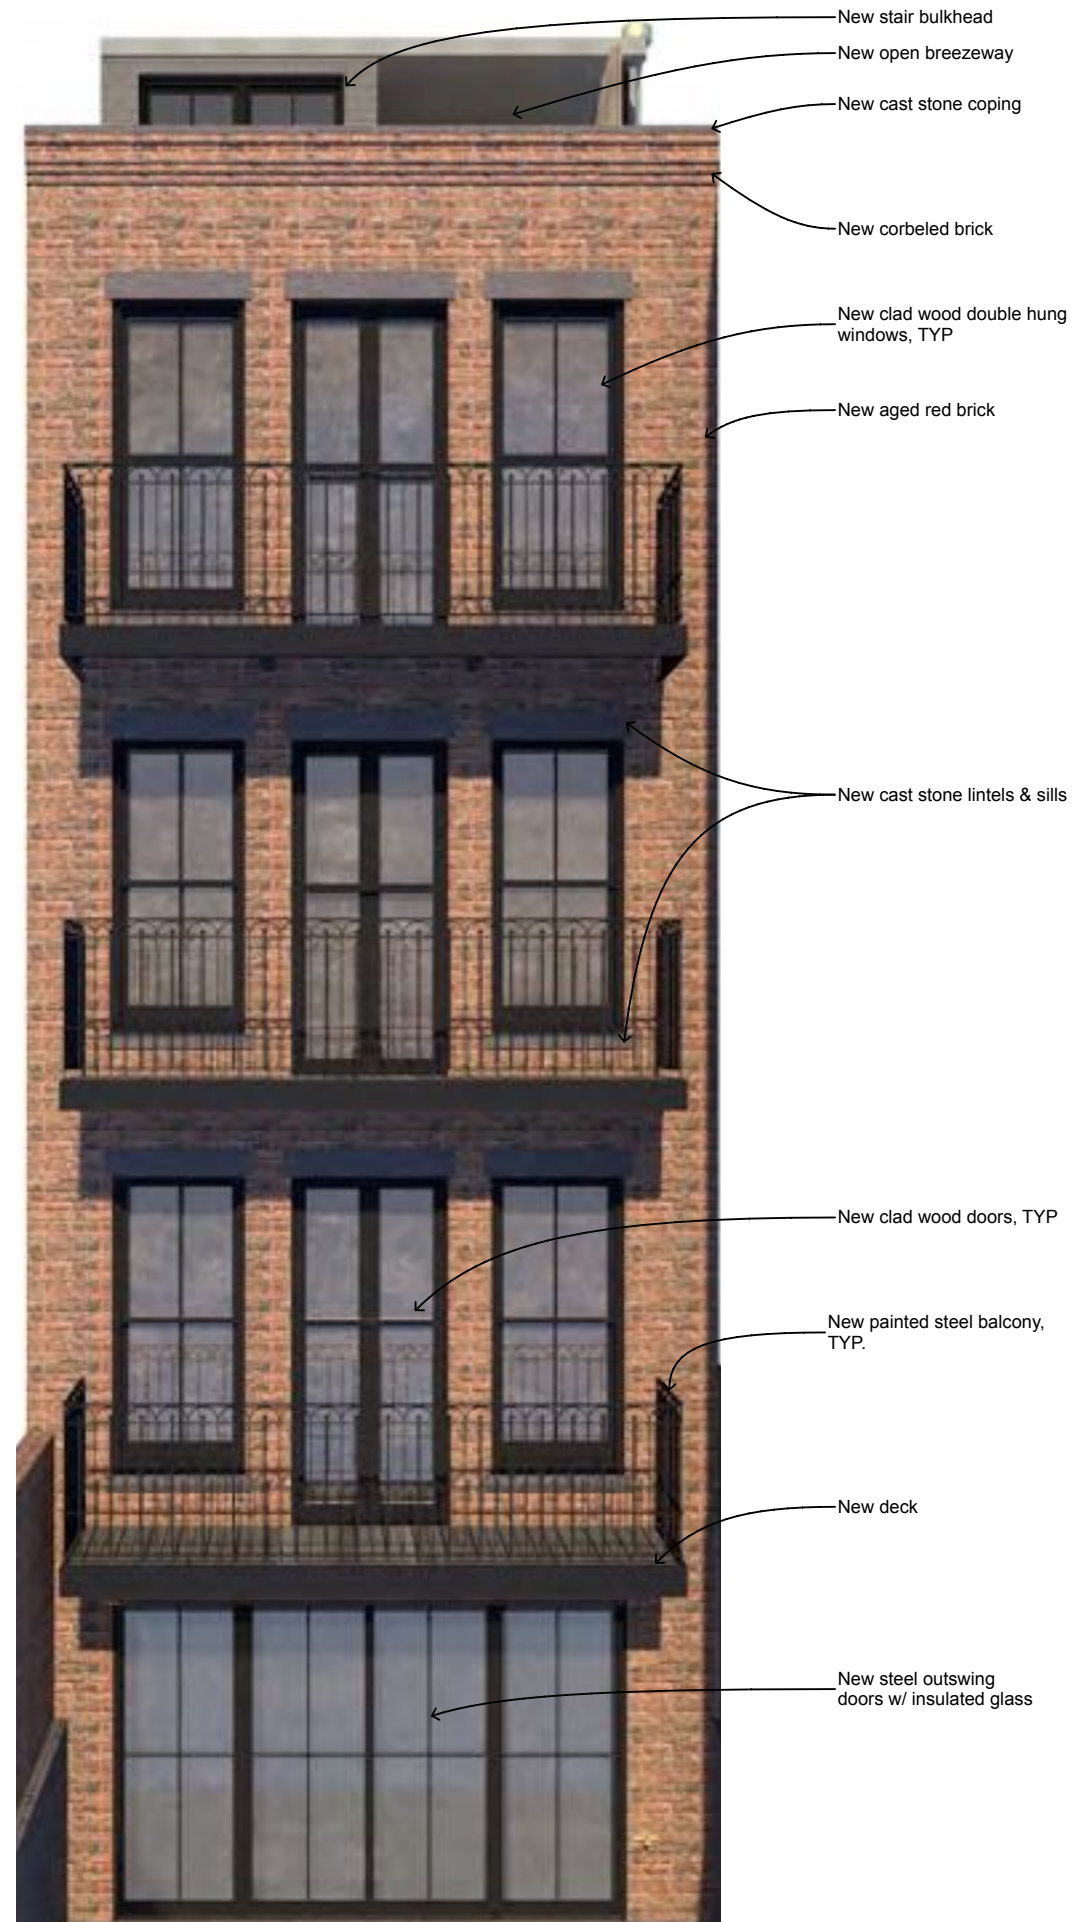 New stair bulkhead
New open breezeway
New cast stone coping
New corbeled brick
New clad wood double hung
windows, TYP
New aged red brick
New cast stone lintels & sills
New clad wood doors, TYP
New painted steel balcony,
TYP.
New deck
New steel outswing
doors w/ insulated glass